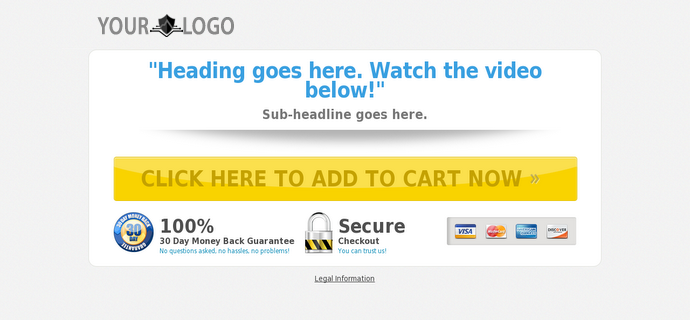 YOUR LOGO
"Heading goes here. Watch the video
below!"
Sub-headline goes here.
CLICK HERE TO ADD TO CART NOW »
30
DAY
100%
30 Day Money Back Guarantee
No questions asked, no hassles, no problems!
Secure
Checkout
You can trust us!
VISA
DISCOVER
Legal Information